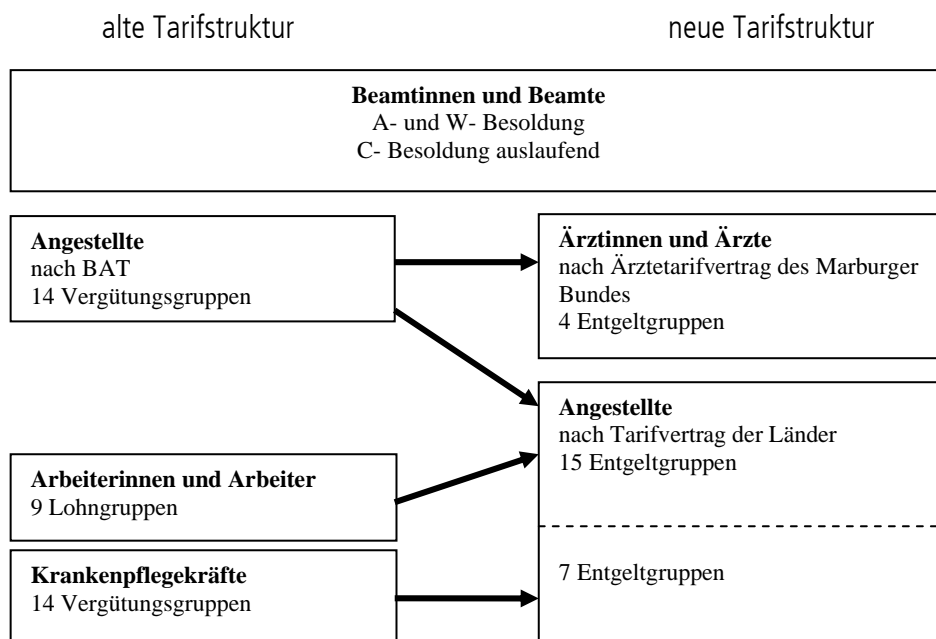 alte Tarifstruktur
neue Tarifstruktur
Beamtinnen und Beamte
A- und W- Besoldung
C- Besoldung auslaufend
Angestellte
nach BAT
14 Vergütungsgruppen
Ärztinnen und Ärzte
nach Ärztetarifvertrag des Marburger
Bundes
4 Entgeltgruppen
Angestellte
nach Tarifvertrag der Länder
15 Entgeltgruppen
Arbeiterinnen und Arbeiter
9 Lohngruppen
Krankenpflegekräfte
14 Vergütungsgruppen
7 Entgeltgruppen